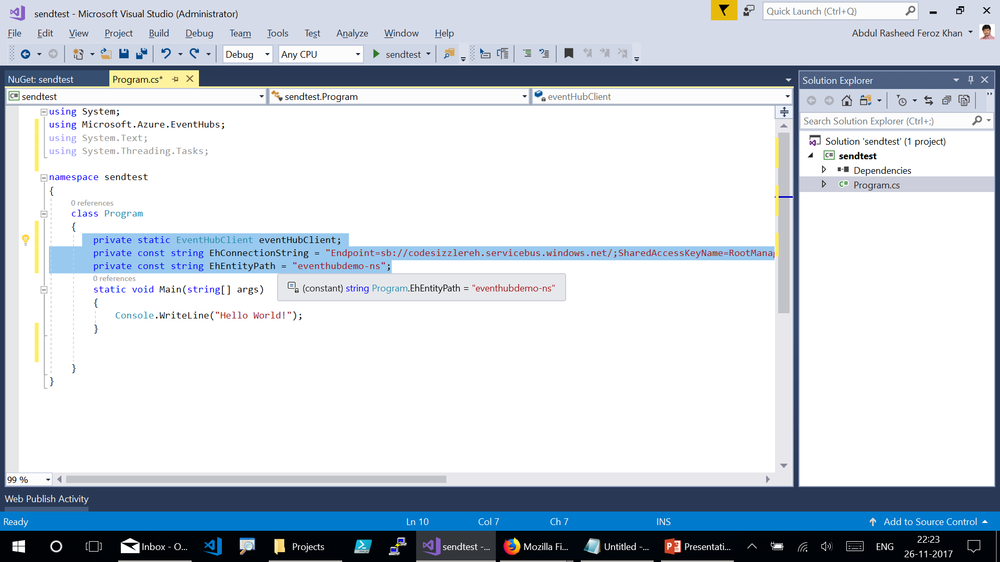 sendtest - Microsoft Visual Studio (Administrator)
Quick Launch (Ctrl+Q)
File Edit View Project Build Debug Team Tools Test Analyze Window Help
Abdul Rasheed Feroz Khan
Debug Any CPU sendtest
NuGet: sendtest Program.cs*
C# sendtest sendtest.Program eventHubClient
using System;
using Microsoft.Azure.EventHubs;
using System.Text;
using System.Threading.Tasks;
namespace sendtest
{
0 references
class Program
{
private static EventHubClient eventHubClient;
private const string EhConnectionString = "Endpoint=sb://codesizzlereh.servicebus.windows.net/;SharedAccessKeyName=RootManag
private const string EhEntityPath = "eventhubdemo-ns";
0 references
static void Main(string[] args)
(constant) string Program.EhEntityPath = "eventhubdemo-ns"
{
Console.WriteLine("Hello World!");
}
}
}
99 %
Solution Explorer
Search Solution Explorer (Ctrl+;)
Solution 'sendtest' (1 project)
C# sendtest
Dependencies
C# Program.cs
Web Publish Activity
Ready Ln 10 Col 7 Ch 7 INS Add to Source Control
Inbox - O... Projects sendtest -... Mozilla Fi... Untitled -... Presentati... ENG
22:23
26-11-2017